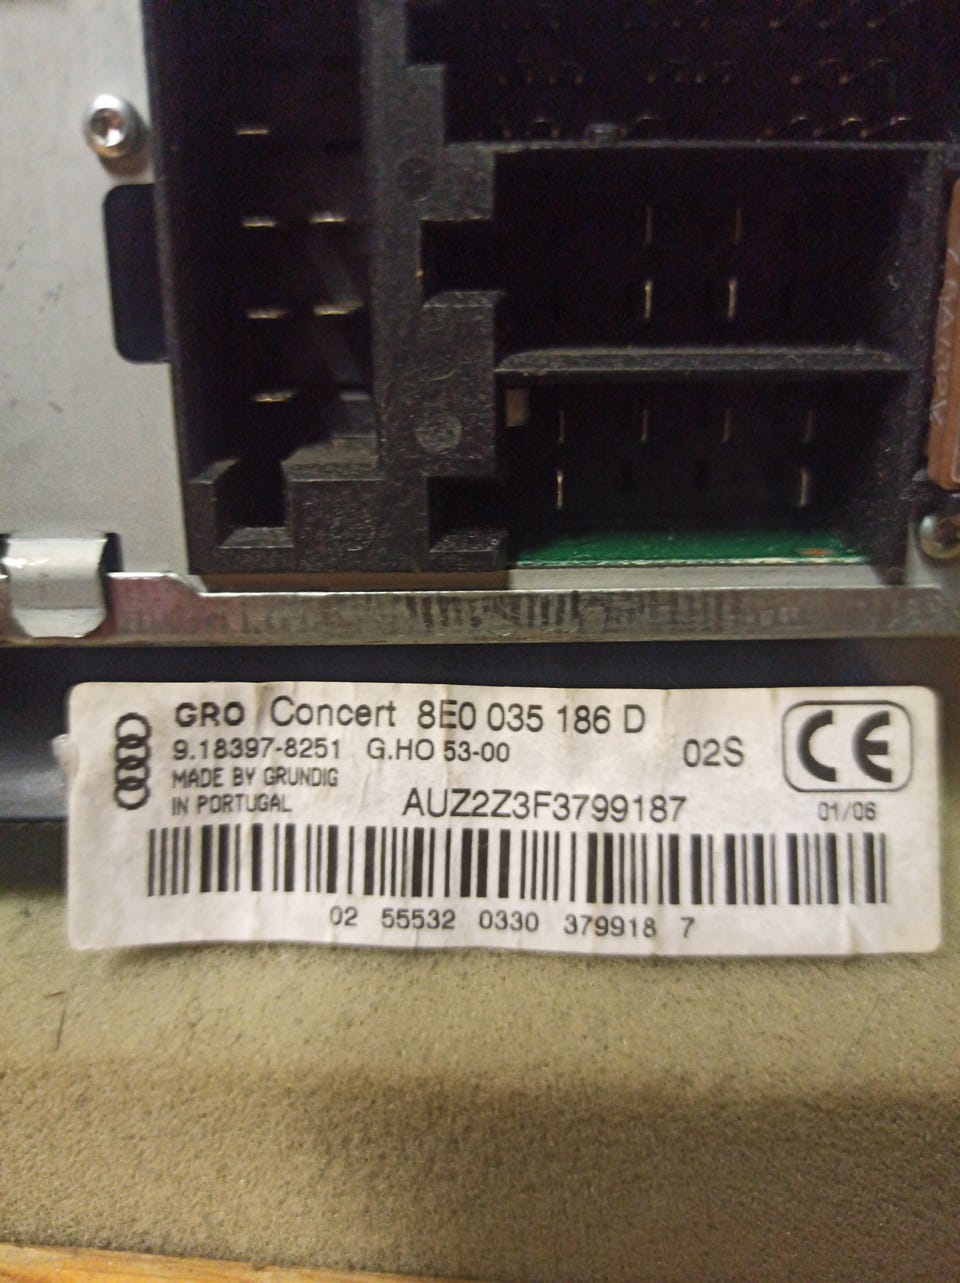 GRO Concert 8E0 035 186 D
9.18397-8251 G.HO 53-00 02S
MADE BY GRUNDIG
IN PORTUGAL AUZ2Z3F3799187
CE
01/06
02 55532 0330 379918 7